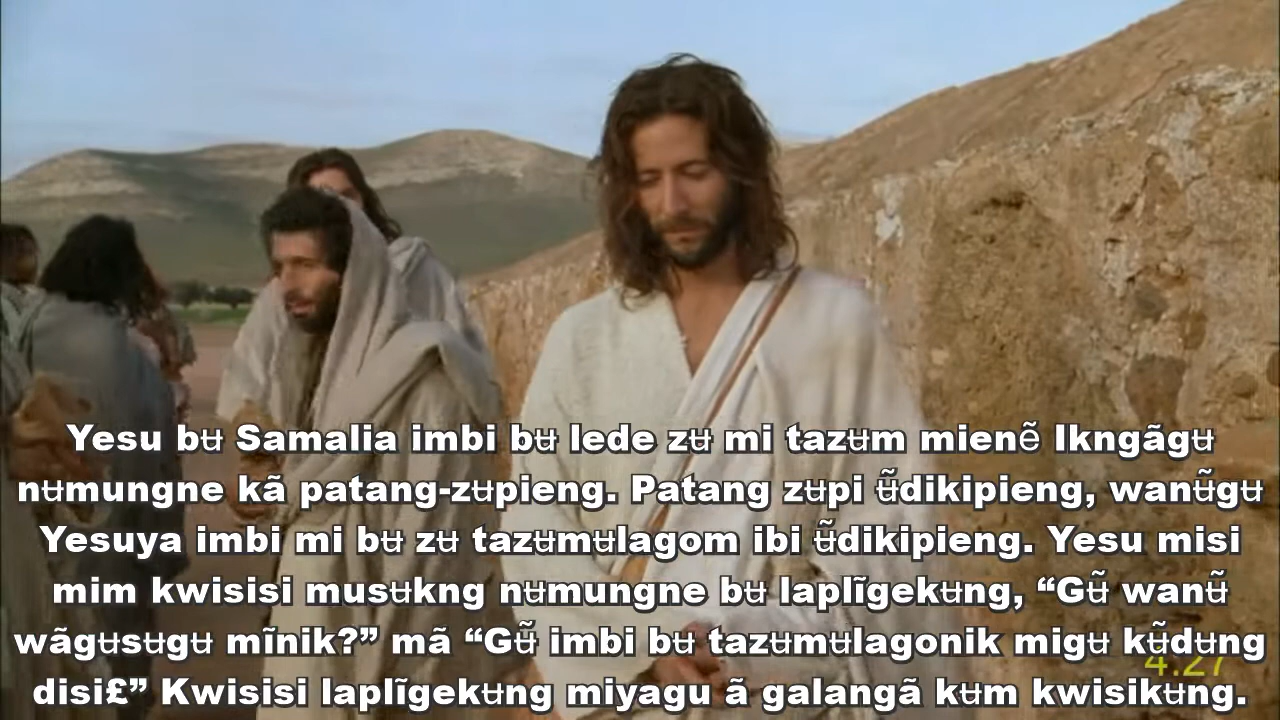 Yesu bʉ Samalia imbi bʉ lede zʉ mi tazʉm mienẽ Ikngãgʉ
nʉmungne kã patang-zʉpieng. Patang zʉpi ʉ̃dikipieng, wanʉ̃gʉ
Yesuya imbi mi bʉ zʉ tazʉmʉlagom ibi ʉ̃dikipieng. Yesu misi
mim kwisisi musʉkng nʉmungne bʉ laplĩgekʉng, “Gʉ̃ wanʉ̃
wãgʉsʉgʉ mĩnik?” mã “Gʉ̃ imbi bʉ tazʉmʉlagonik migʉ kʉ̃dʉng
disi£” Kwisisi laplĩgekʉng miyagu ã galangã kʉm kwisikʉng.
4:27